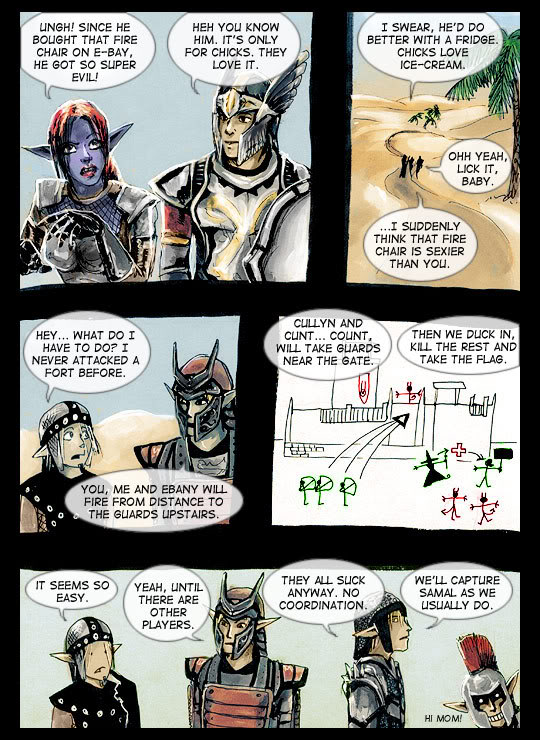 UNGH! SINCE HE
BOUGHT THAT FIRE
CHAIR ON E-BAY,
HE GOT SO SUPER
EVIL!
HEH YOU KNOW
HIM. IT'S ONLY
FOR CHICKS. THEY
LOVE IT.
I SWEAR, HE'D DO
BETTER WITH A FRIDGE.
CHICKS LOVE
ICE-CREAM.
OHH YEAH,
LICK IT,
BABY.
...I SUDDENLY
THINK THAT FIRE
CHAIR IS SEXIER
THAN YOU.
HEY... WHAT DO I
HAVE TO DO? I
NEVER ATTACKED A
FORT BEFORE.
YOU, ME AND EBANY WILL
FIRE FROM DISTANCE TO
THE GUARDS UPSTAIRS.
CULLYN AND
CUNT... COUNT,
WILL TAKE GUARDS
NEAR THE GATE.
THEN WE DUCK IN,
KILL THE REST AND
TAKE THE FLAG.
IT SEEMS SO
EASY.
YEAH, UNTIL
THERE ARE
OTHER
PLAYERS.
THEY ALL SUCK
ANYWAY. NO
COORDINATION.
WE'LL CAPTURE
SAMAL AS WE
USUALLY DO.
HI MOM!